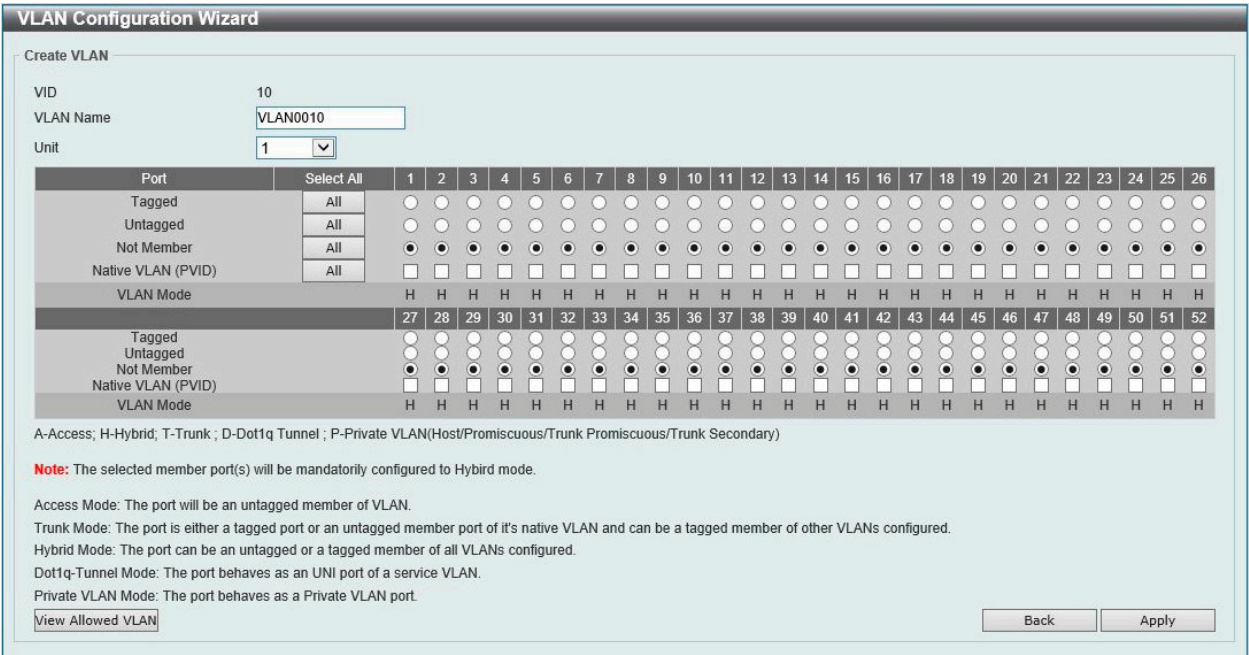 VLAN Configuration Wizard
Create VLAN
VID 10
VLAN Name VLAN0010
Unit 1
Port Select All 1 2 3 4 5 6 7 8 9 10 11 12 13 14 15 16 17 18 19 20 21 22 23 24 25 26
Tagged All
Untagged All
Not Member All
Native VLAN (PVID) All
VLAN Mode H H H H H H H H H H H H H H H H H H H H H H H H H H
27 28 29 30 31 32 33 34 35 36 37 38 39 40 41 42 43 44 45 46 47 48 49 50 51 52
Tagged
Untagged
Not Member
Native VLAN (PVID)
VLAN Mode H H H H H H H H H H H H H H H H H H H H H H H H H H
A-Access; H-Hybrid; T-Trunk ; D-Dot1q Tunnel ; P-Private VLAN(Host/Promiscuous/Trunk Promiscuous/Trunk Secondary)
Note: The selected member port(s) will be mandatorily configured to Hybird mode.
Access Mode: The port will be an untagged member of VLAN.
Trunk Mode: The port is either a tagged port or an untagged member port of it's native VLAN and can be a tagged member of other VLANs configured.
Hybrid Mode: The port can be an untagged or a tagged member of all VLANs configured.
Dot1q-Tunnel Mode: The port behaves as an UNI port of a service VLAN.
Private VLAN Mode: The port behaves as a Private VLAN port.
View Allowed VLAN Back Apply